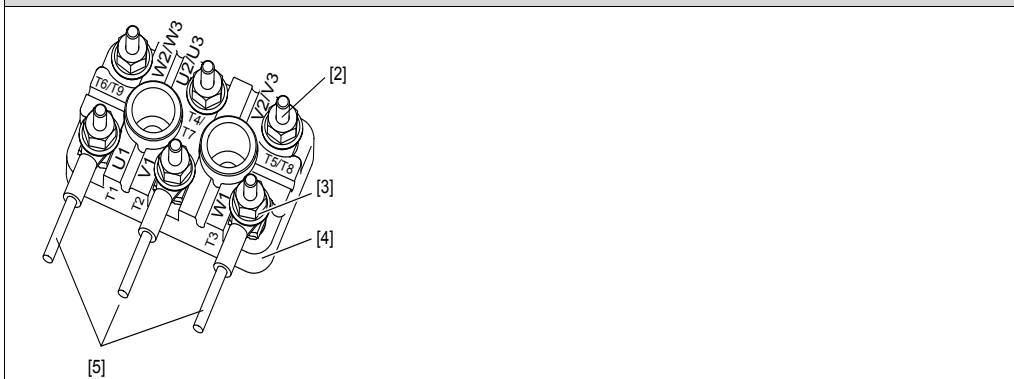 W2/W3
U2/U3
V2/V3
[2]
T6/T9
T4/
T7
T5/T8
U1
V1
W1
T1
T2
T3
[3]
[4]
[5]